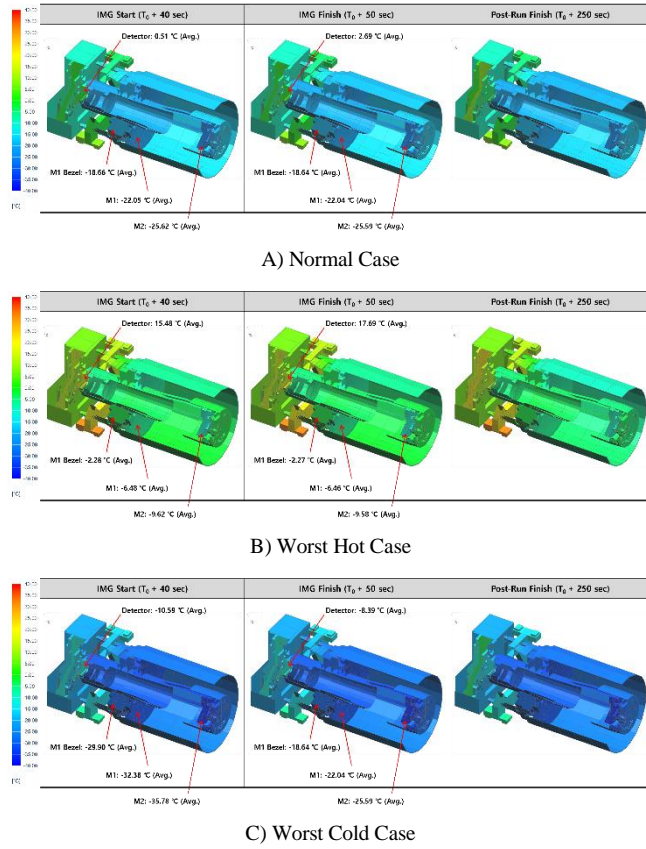 IMG Start (T₀ + 40 sec) IMG Finish (T₀ + 50 sec) Post-Run Finish (T₀ + 250 sec)
Detector: 0.51 ℃ (Avg.) Detector: 2.69 ℃ (Avg.)
M1 Bezel: -18.66 ℃ (Avg.) M1 Bezel: -18.64 ℃ (Avg.)
M1: -22.05 ℃ (Avg.) M1: -22.04 ℃ (Avg.)
[℃]
M2: -25.62 ℃ (Avg.) M2: -25.59 ℃ (Avg.)
A) Normal Case
IMG Start (T₀ + 40 sec) IMG Finish (T₀ + 50 sec) Post-Run Finish (T₀ + 250 sec)
Detector: 15.48 ℃ (Avg.) Detector: 17.69 ℃ (Avg.)
M1 Bezel: -2.28 ℃ (Avg.) M1 Bezel: -2.27 ℃ (Avg.)
M1: -6.48 ℃ (Avg.) M1: -6.46 ℃ (Avg.)
[℃]
M2: -9.62 ℃ (Avg.) M2: -9.58 ℃ (Avg.)
B) Worst Hot Case
IMG Start (T₀ + 40 sec) IMG Finish (T₀ + 50 sec) Post-Run Finish (T₀ + 250 sec)
Detector: -10.59 ℃ (Avg.) Detector: -8.39 ℃ (Avg.)
M1 Bezel: -29.90 ℃ (Avg.) M1 Bezel: -18.64 ℃ (Avg.)
M1: -32.38 ℃ (Avg.) M1: -22.04 ℃ (Avg.)
[℃]
M2: -35.78 ℃ (Avg.) M2: -25.59 ℃ (Avg.)
C) Worst Cold Case